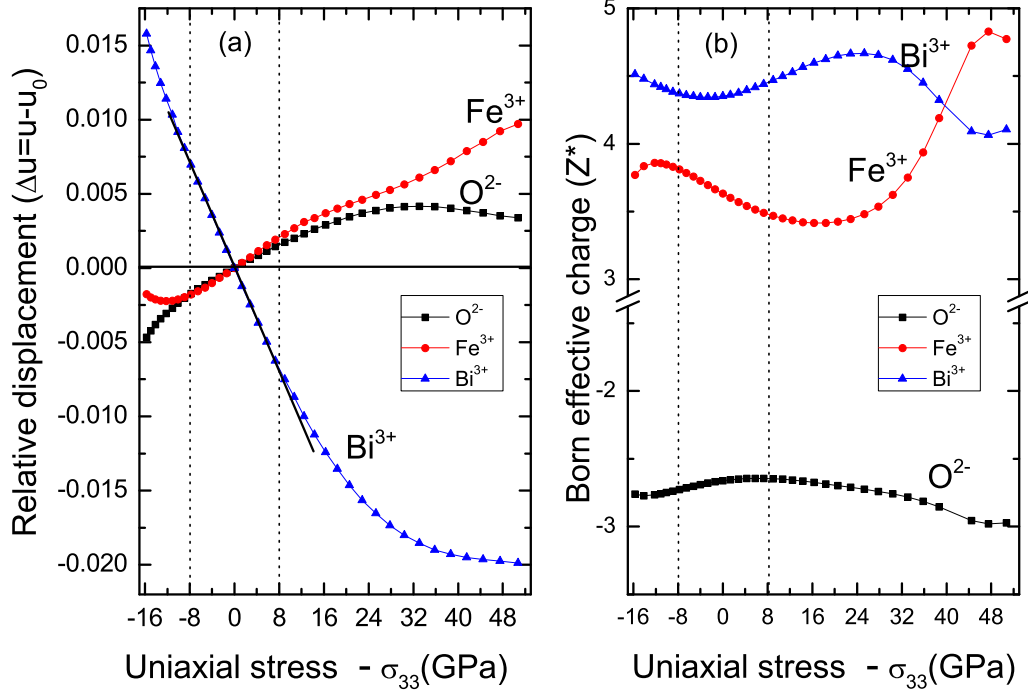 (a)
0.015
0.010
0.005
0.000
-0.005
-0.010
-0.015
-0.020
Relative displacement (Δu=u-u₀)
Fe³⁺
O²⁻
Bi³⁺
O²⁻
Fe³⁺
Bi³⁺
-16 -8 0 8 16 24 32 40 48
Uniaxial stress - σ₃₃(GPa)
(b)
5
4
3
-2
-3
Born effective charge (Z*)
Bi³⁺
Fe³⁺
O²⁻
O²⁻
Fe³⁺
Bi³⁺
-16 -8 0 8 16 24 32 40 48
Uniaxial stress - σ₃₃(GPa)